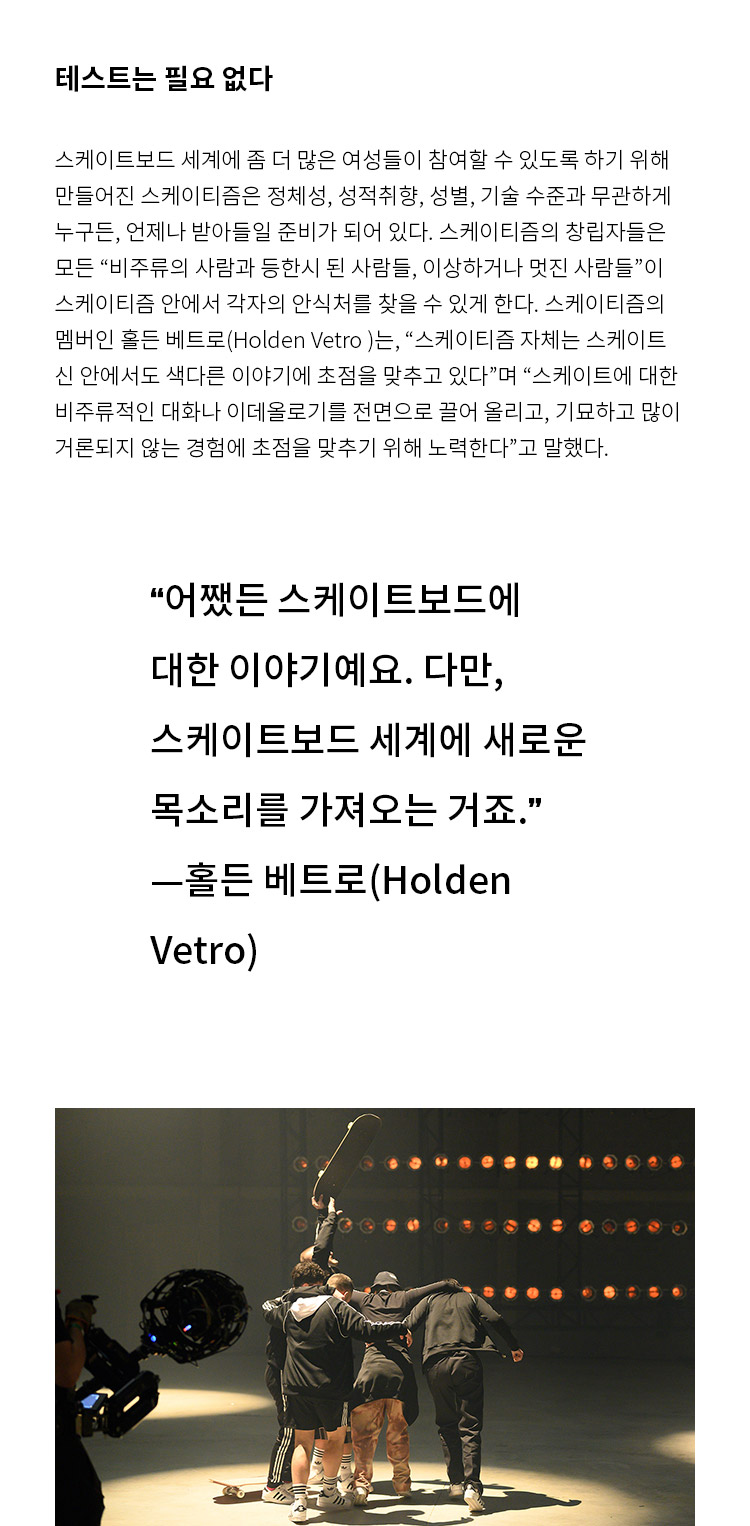 테스트는 필요 없다
스케이트보드 세계에 좀 더 많은 여성들이 참여할 수 있도록 하기 위해
만들어진 스케이티즘은 정체성, 성적취향, 성별, 기술 수준과 무관하게
누구든, 언제나 받아들일 준비가 되어 있다. 스케이티즘의 창립자들은
모든 “비주류의 사람과 등한시 된 사람들, 이상하거나 멋진 사람들”이
스케이티즘 안에서 각자의 안식처를 찾을 수 있게 한다. 스케이티즘의
멤버인 홀든 베트로(Holden Vetro )는, “스케이티즘 자체는 스케이트
신 안에서도 색다른 이야기에 초점을 맞추고 있다”며 “스케이트에 대한
비주류적인 대화나 이데올로기를 전면으로 끌어 올리고, 기묘하고 많이
거론되지 않는 경험에 초점을 맞추기 위해 노력한다”고 말했다.
“어쨌든 스케이트보드에
대한 이야기예요. 다만,
스케이트보드 세계에 새로운
목소리를 가져오는 거죠.”
—홀든 베트로(Holden
Vetro)